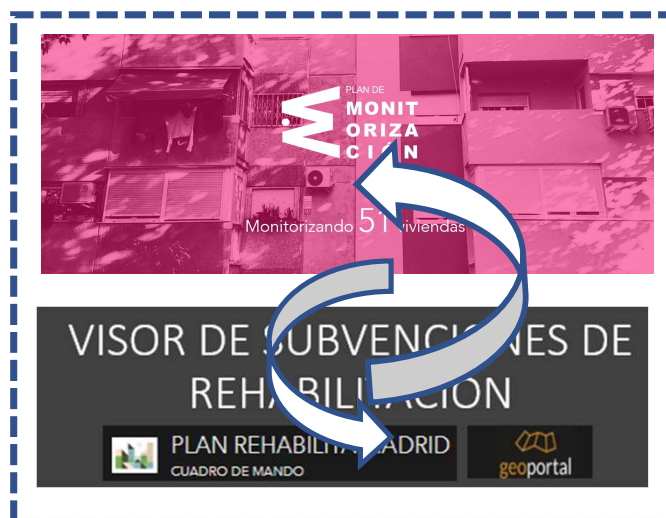 PLAN DE
MONIT
ORIZA
CIÓN
Monitorizando 51 viviendas
VISOR DE SUBVENCIONES DE
REHABILITACIÓN
PLAN REHABILITA MADRID
CUADRO DE MANDO
geoportal